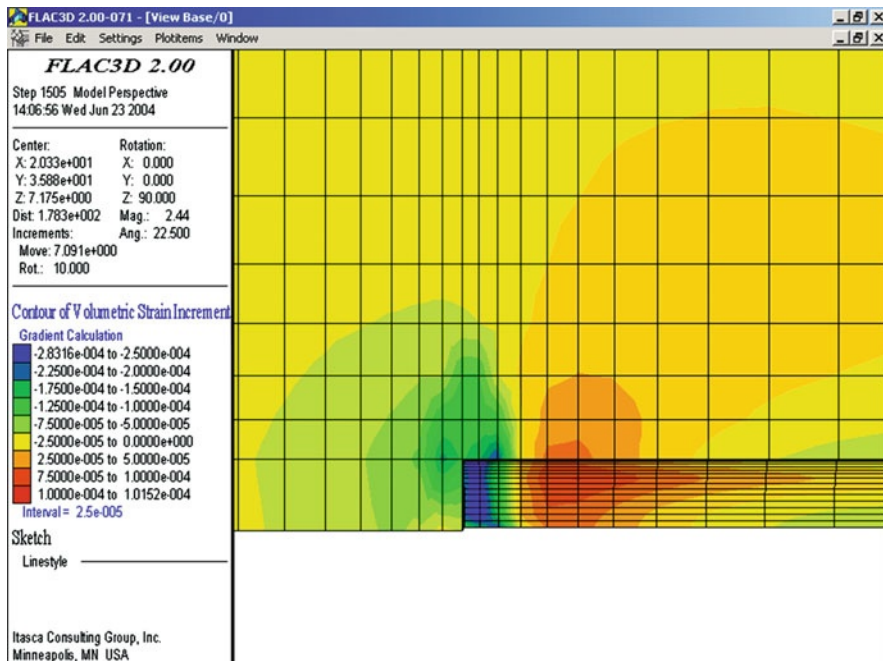 FLAC3D 2.00-071 - [View Base/0]
File Edit Settings Plotitems Window
FLAC3D 2.00
Step 1505 Model Perspective
14:06:56 Wed Jun 23 2004
Center: Rotation:
X: 2.033e+001 X: 0.000
Y: 3.588e+001 Y: 0.000
Z: 7.175e+000 Z: 90.000
Dist: 1.783e+002 Mag.: 2.44
Increments: Ang.: 22.500
Move: 7.091e+000
Rot.: 10.000
Contour of Volumetric Strain Increment
Gradient Calculation
-2.8316e-004 to -2.5000e-004
-2.2500e-004 to -2.0000e-004
-1.7500e-004 to -1.5000e-004
-1.2500e-004 to -1.0000e-004
-7.5000e-005 to -5.0000e-005
-2.5000e-005 to 0.0000e+000
2.5000e-005 to 5.0000e-005
7.5000e-005 to 1.0000e-004
1.0000e-004 to 1.0152e-004
Interval = 2.5e-005
Sketch
Linestyle
Itasca Consulting Group, Inc.
Minneapolis, MN USA